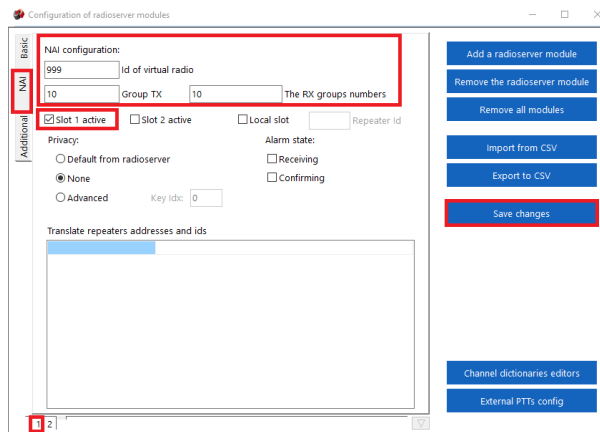 Configuration of radioserver modules
Basic
NAI
Additional
NAI configuration:
999 Id of virtual radio
10 Group TX 10 The RX groups numbers
Slot 1 active Slot 2 active Local slot Repeater Id
Privacy: Alarm state:
Default from radioserver Receiving
None Confirming
Advanced Key Idx: 0
Translate repeaters addresses and ids
1 2
Add a radioserver module
Remove the radioserver module
Remove all modules
Import from CSV
Export to CSV
Save changes
Channel dictionaries editors
External PTTs config